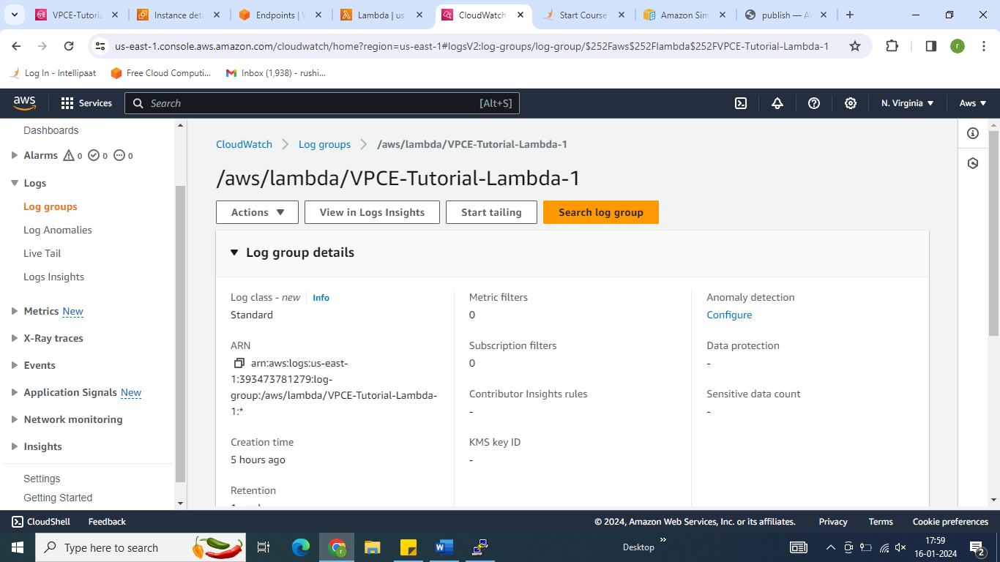 VPCE-Tutoria
Instance deta
Endpoints | V
Lambda | us-
CloudWatch
Start Course
Amazon Sim
publish — A
us-east-1.console.aws.amazon.com/cloudwatch/home?region=us-east-1#logsV2:log-groups/log-group/$252Faws$252Flambda$252FVPCE-Tutorial-Lambda-1
r
Log In - Intellipaat
Free Cloud Computi...
Inbox (1,938) - rushi...
aws
Services
Search
[Alt+S]
N. Virginia
Aws
Dashboards
Alarms 0 0 0
Logs
Log groups
Log Anomalies
Live Tail
Logs Insights
Metrics New
X-Ray traces
Events
Application Signals New
Network monitoring
Insights
Settings
Getting Started
CloudWatch
Log groups
/aws/lambda/VPCE-Tutorial-Lambda-1
/aws/lambda/VPCE-Tutorial-Lambda-1
Actions
View in Logs Insights
Start tailing
Search log group
Log group details
Log class - new Info
Standard
ARN
arn:aws:logs:us-east-
1:393473781279:log-
group:/aws/lambda/VPCE-Tutorial-Lambda-
1:*
Creation time
5 hours ago
Retention
Metric filters
0
Subscription filters
0
Contributor Insights rules
-
KMS key ID
-
Anomaly detection
Configure
Data protection
-
Sensitive data count
-
CloudShell
Feedback
© 2024, Amazon Web Services, Inc. or its affiliates.
Privacy
Terms
Cookie preferences
Type here to search
Desktop
17:59
16-01-2024
2